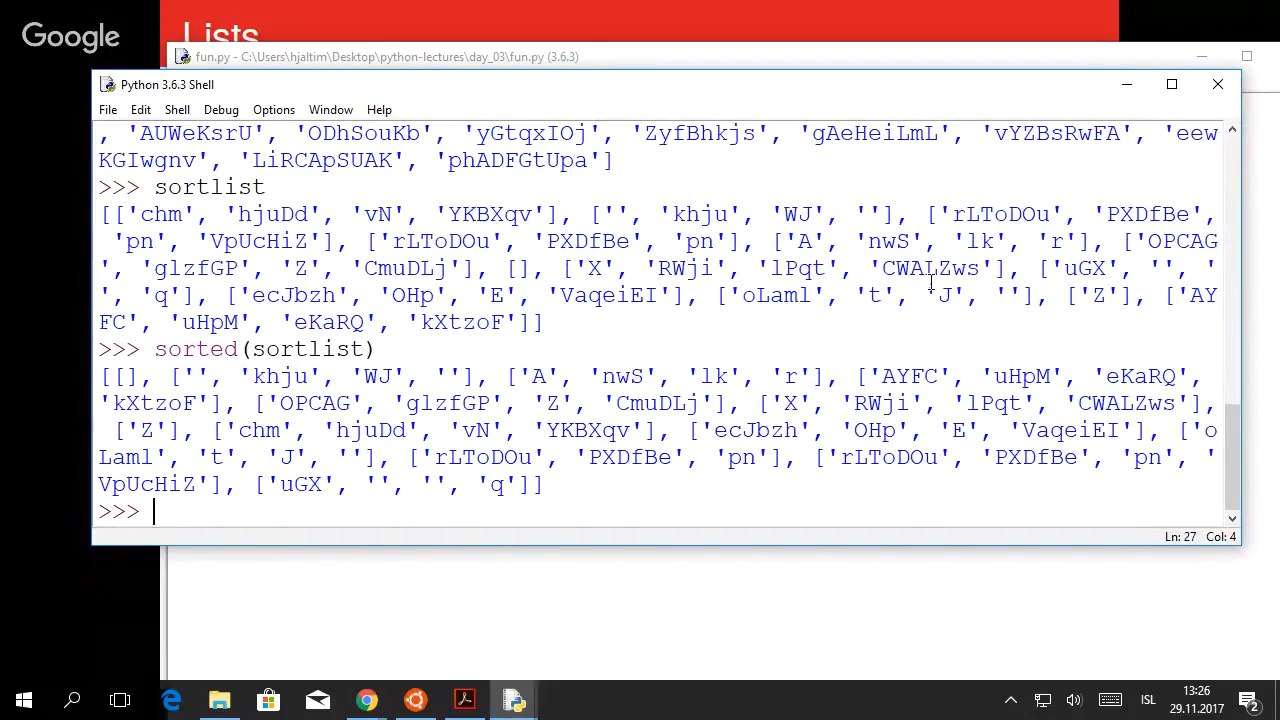 Google
Lists
fun.py - C:\Users\hjaltim\Desktop\python-lectures\day_03\fun.py (3.6.3)
Python 3.6.3 Shell
File Edit Shell Debug Options Window Help
, 'AUWeKsrU', 'ODhSouKb', 'yGtqxIOj', 'ZyfBhkjs', 'gAeHeiLmL', 'vYZBsRwFA', 'eew
KGIwgnv', 'LiRCApSUAK', 'phADFGtUpa']
>>> sortlist
[['chm', 'hjuDd', 'vN', 'YKBXqv'], ['', 'khju', 'WJ', ''], ['rLToDOu', 'PXDfBe',
 'pn', 'VpUcHiZ'], ['rLToDOu', 'PXDfBe', 'pn'], ['A', 'nwS', 'lk', 'r'], ['OPCAG
', 'glzfGP', 'Z', 'CmuDLj'], [], ['X', 'RWji', 'lPqt', 'CWALZws'], ['uGX', '', '
', 'q'], ['ecJbzh', 'OHp', 'E', 'VaqeiEI'], ['oLaml', 't', 'J', ''], ['Z'], ['AY
FC', 'uHpM', 'eKaRQ', 'kXtzoF']]
>>> sorted(sortlist)
[[], ['', 'khju', 'WJ', ''], ['A', 'nwS', 'lk', 'r'], ['AYFC', 'uHpM', 'eKaRQ',
'kXtzoF'], ['OPCAG', 'glzfGP', 'Z', 'CmuDLj'], ['X', 'RWji', 'lPqt', 'CWALZws'],
 ['Z'], ['chm', 'hjuDd', 'vN', 'YKBXqv'], ['ecJbzh', 'OHp', 'E', 'VaqeiEI'], ['o
Laml', 't', 'J', ''], ['rLToDOu', 'PXDfBe', 'pn'], ['rLToDOu', 'PXDfBe', 'pn', '
VpUcHiZ'], ['uGX', '', '', 'q']]
>>>
Ln: 27 Col: 4
ISL
13:26
29.11.2017
2